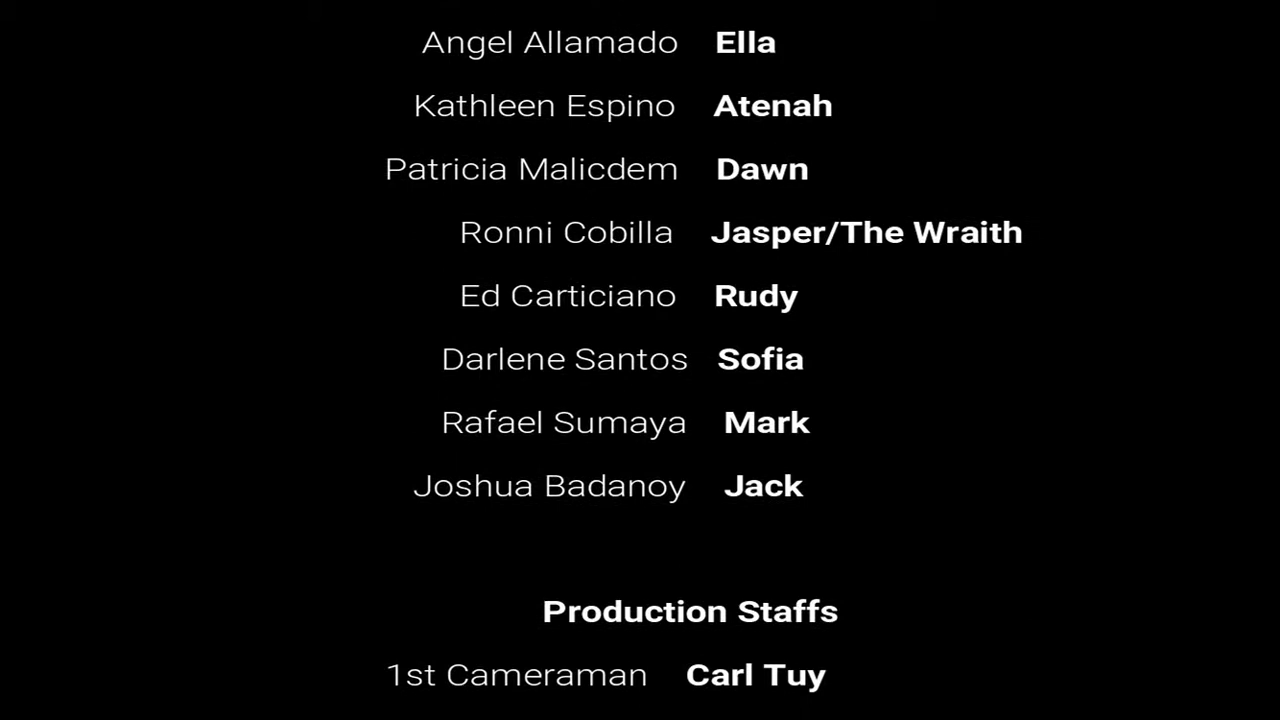 Angel Allamado Ella
Kathleen Espino Atenah
Patricia Malicdem Dawn
Ronni Cobilla Jasper/The Wraith
Ed Carticiano Rudy
Darlene Santos Sofia
Rafael Sumaya Mark
Joshua Badanoy Jack
Production Staffs
1st Cameraman Carl Tuy